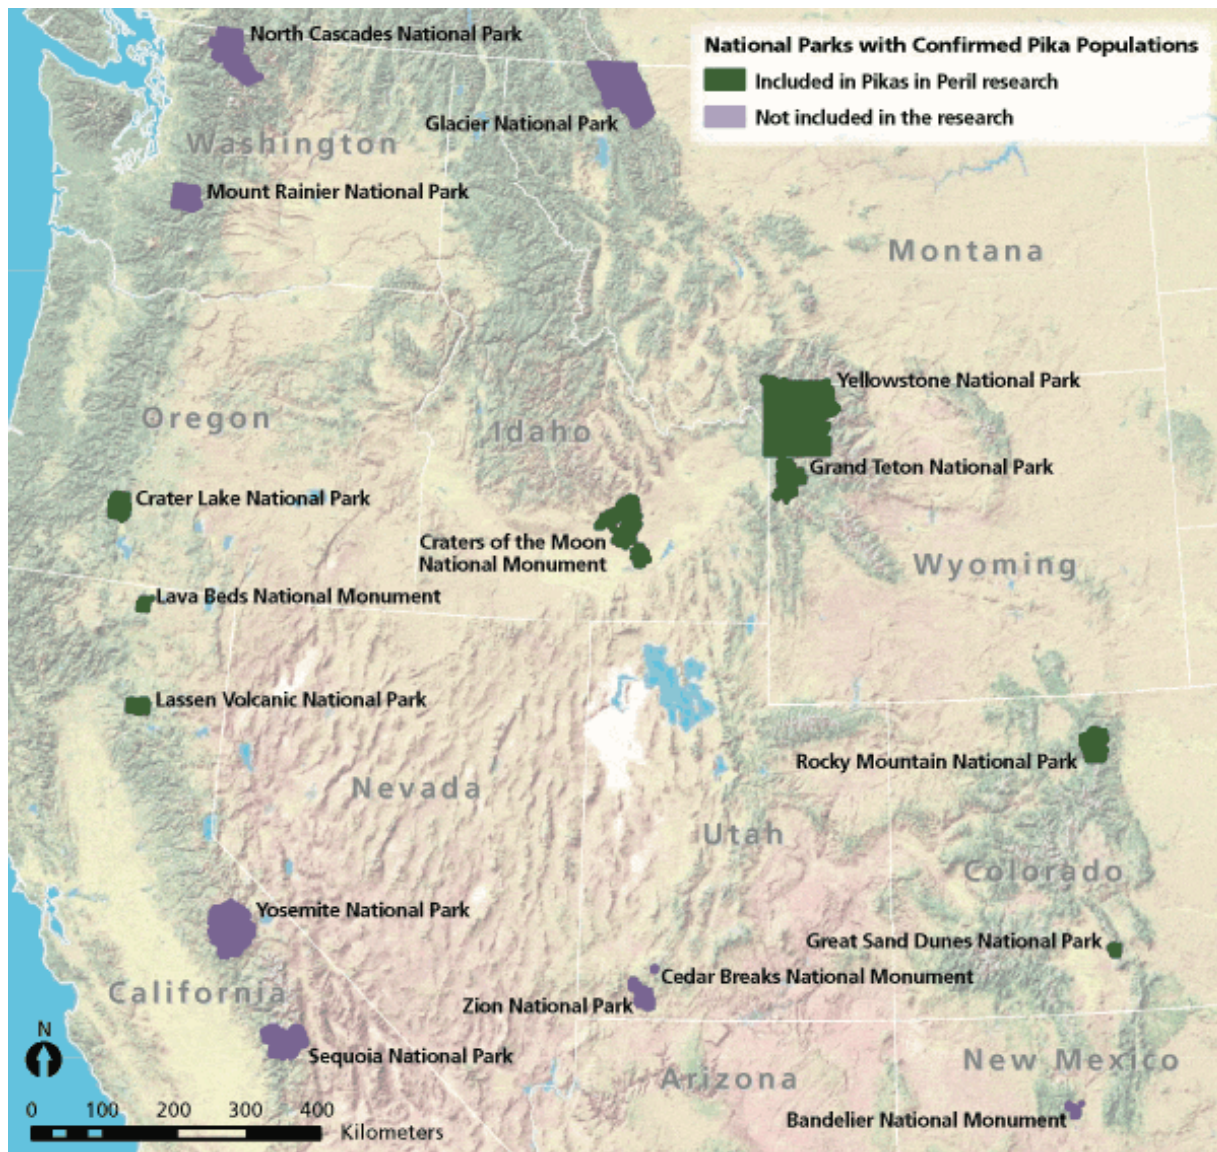 North Cascades National Park
National Parks with Confirmed Pika Populations
Included in Pikas in Peril research
Not included in the research
Glacier National Park
Washington
Mount Rainier National Park
Montana
Yellowstone National Park
Oregon
Idaho
Grand Teton National Park
Crater Lake National Park
Craters of the Moon
National Monument
Wyoming
Lava Beds National Monument
Lassen Volcanic National Park
Rocky Mountain National Park
Nevada
Utah
Colorado
Yosemite National Park
Great Sand Dunes National Park
Cedar Breaks National Monument
California
Zion National Park
N
Sequoia National Park
New Mexico
Arizona
0 100 200 300 400
Kilometers
Bandelier National Monument